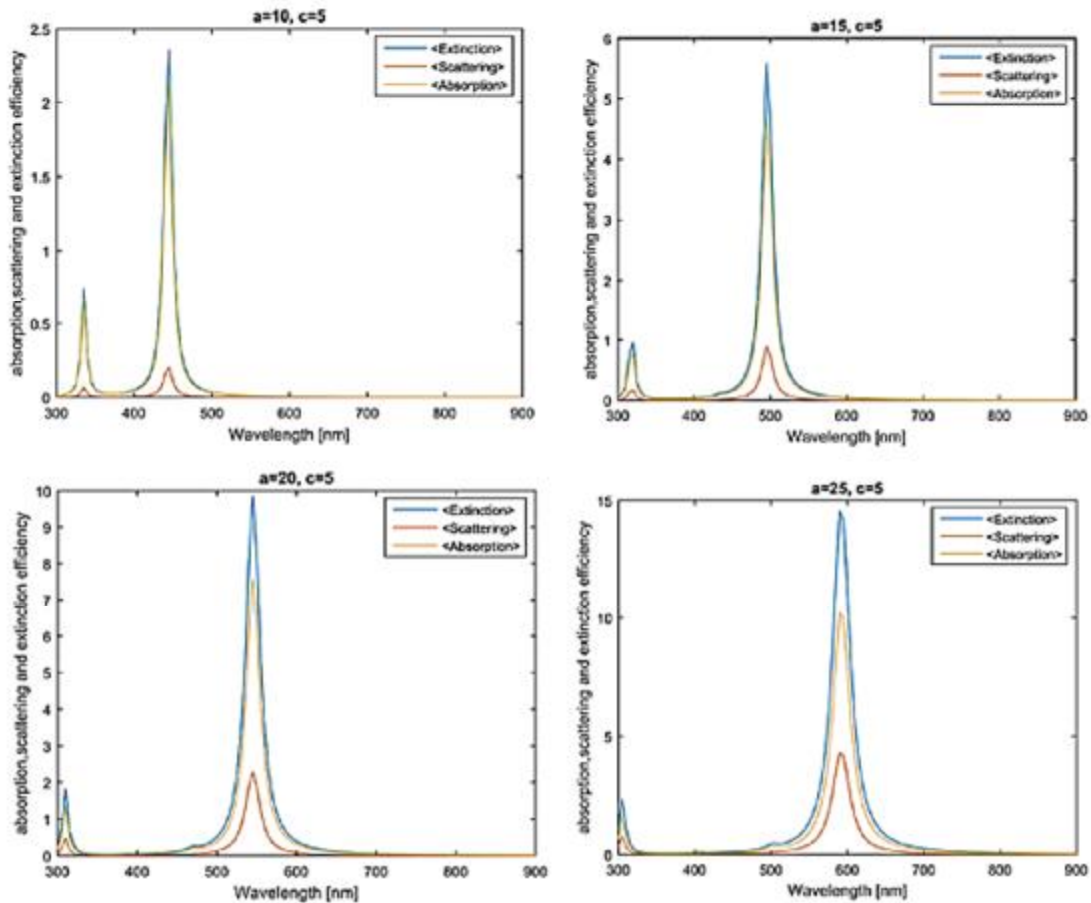 a=10, c=5
absorption,scattering and extinction efficiency
2.5
2
1.5
1
0.5
0
<Extinction>
<Scattering>
<Absorption>
300 400 500 600 700 800 900
Wavelength [nm]
a=15, c=5
absorption,scattering and extinction efficiency
6
5
4
3
2
1
0
<Extinction>
<Scattering>
<Absorption>
300 400 500 600 700 800 900
Wavelength [nm]
a=20, c=5
absorption,scattering and extinction efficiency
10
9
8
7
6
5
4
3
2
1
0
<Extinction>
<Scattering>
<Absorption>
300 400 500 600 700 800 900
Wavelength [nm]
a=25, c=5
absorption,scattering and extinction efficiency
15
10
5
0
<Extinction>
<Scattering>
<Absorption>
300 400 500 600 700 800 900
Wavelength [nm]